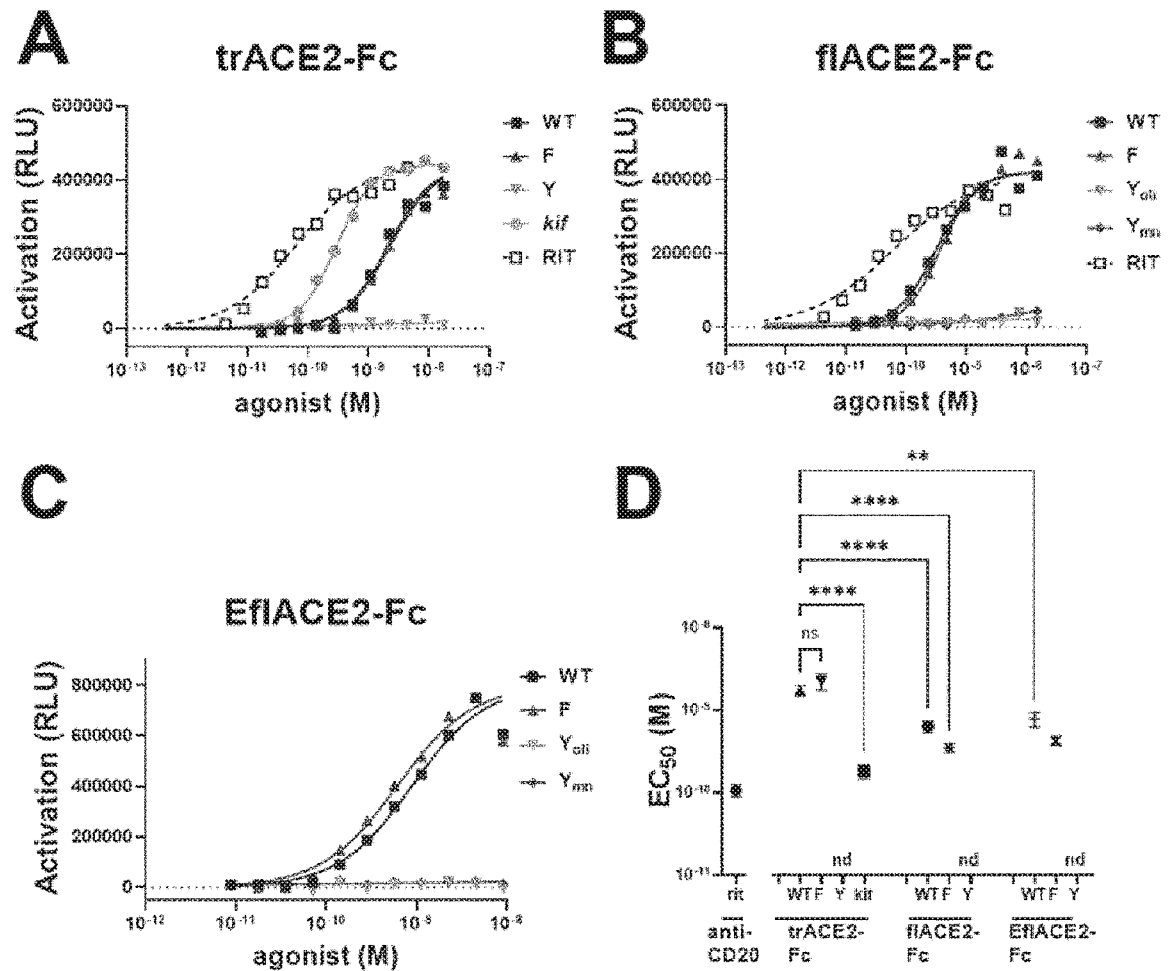 A
trACE2-Fc
Activation (RLU)
600000
400000
200000
0
10-13 10-12 10-11 10-10 10-9 10-8 10-7
agonist (M)
WT
F
Y
kif
RIT
B
flACE2-Fc
Activation (RLU)
600000
400000
200000
0
10-13 10-12 10-11 10-10 10-9 10-8 10-7
agonist (M)
WT
F
Yoli
Ymn
RIT
C
EflACE2-Fc
Activation (RLU)
800000
600000
400000
200000
0
10-12 10-11 10-10 10-9 10-8
agonist (M)
WT
F
Yoli
Ymn
D
**
****
****
****
ns
EC50 (M)
10-8
10-9
10-10
10-11
nd nd nd
rit WT F Y kif WT F Y WT F Y
anti-CD20
trACE2-Fc
flACE2-Fc
EflACE2-Fc